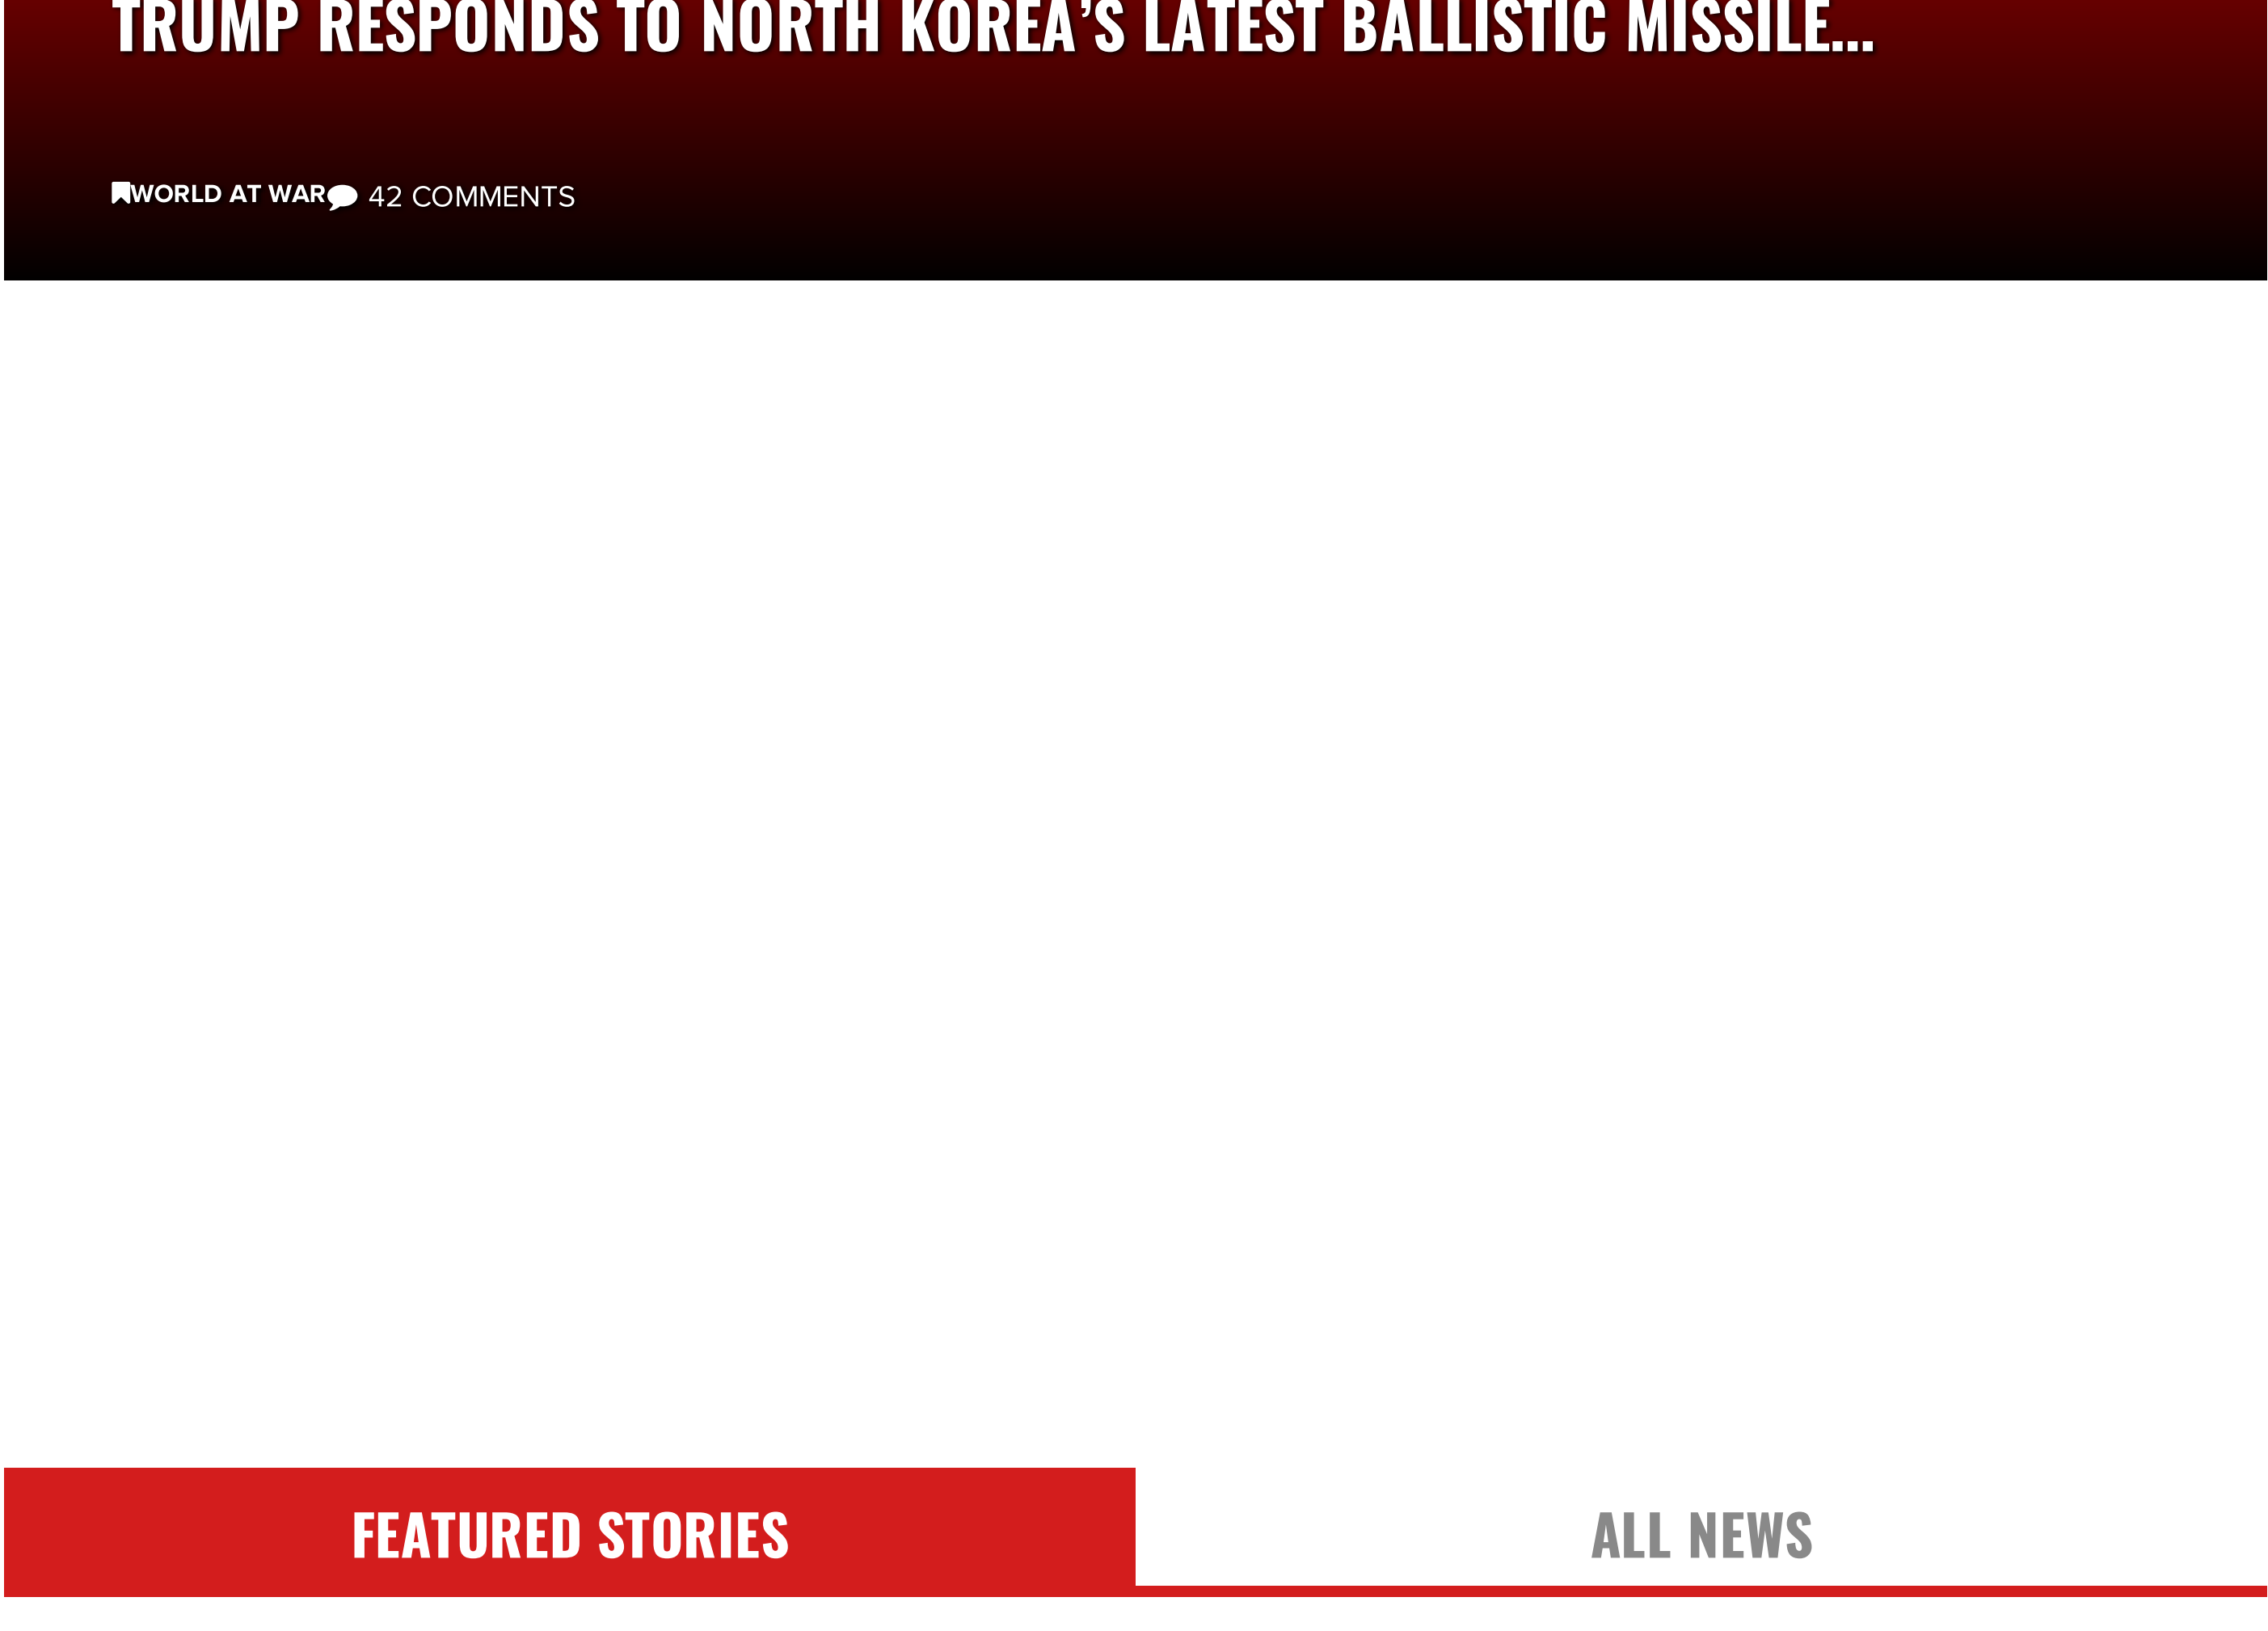 TRUMP RESPONDS TO NORTH KOREA’S LATEST BALLISTIC MISSILE...
WORLD AT WAR 42 COMMENTS
FEATURED STORIES
ALL NEWS